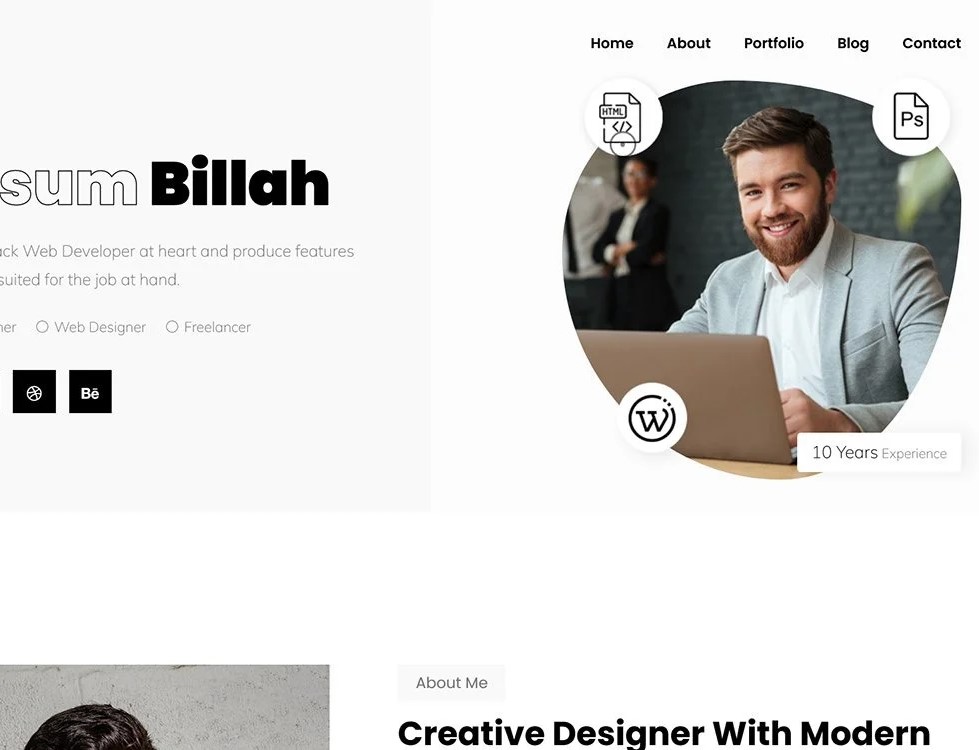 Home About Portfolio Blog Contact
HTML
</>
Ps
sum Billah
ack Web Developer at heart and produce features
suited for the job at hand.
ner Web Designer Freelancer
Bē
W
10 Years Experience
About Me
Creative Designer With Modern